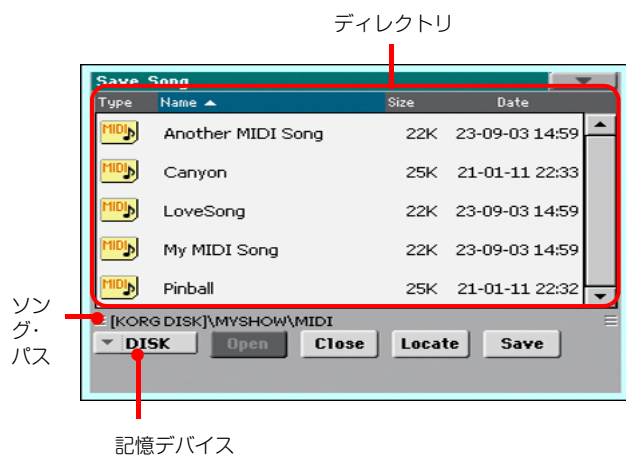 ディレクトリ
Save Song
Type Name Size Date
MIDI Another MIDI Song 22K 23-09-03 14:59
MIDI Canyon 25K 21-01-11 22:33
MIDI LoveSong 22K 23-09-03 14:59
MIDI My MIDI Song 22K 23-09-03 14:59
MIDI Pinball 25K 21-01-11 22:32
ソン
グ・
パス
[KORG DISK]\MYSHOW\MIDI
DISK Open Close Locate Save
記憶デバイス